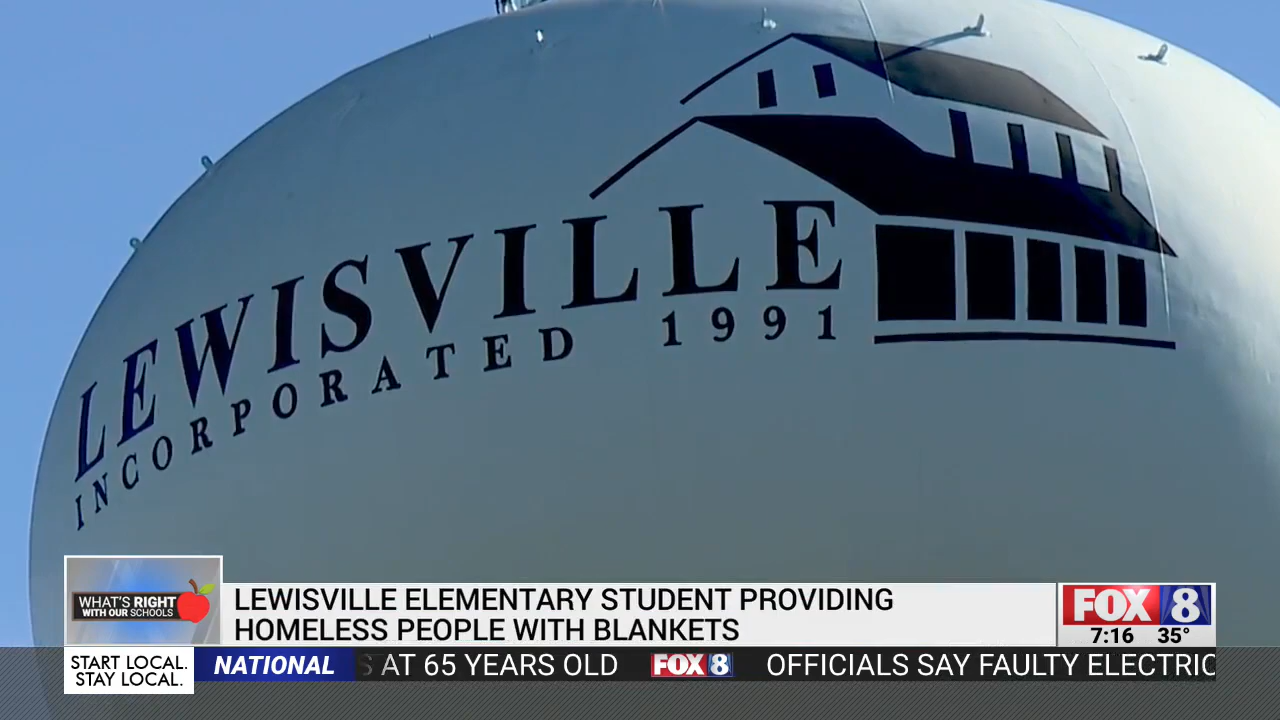 LEWISVILLE
INCORPORATED 1991
WHAT'S RIGHT
WITH OUR SCHOOLS
LEWISVILLE ELEMENTARY STUDENT PROVIDING
HOMELESS PEOPLE WITH BLANKETS
FOX 8
7:16 35°
START LOCAL.
STAY LOCAL.
NATIONAL S AT 65 YEARS OLD FOX 8 OFFICIALS SAY FAULTY ELECTRIC